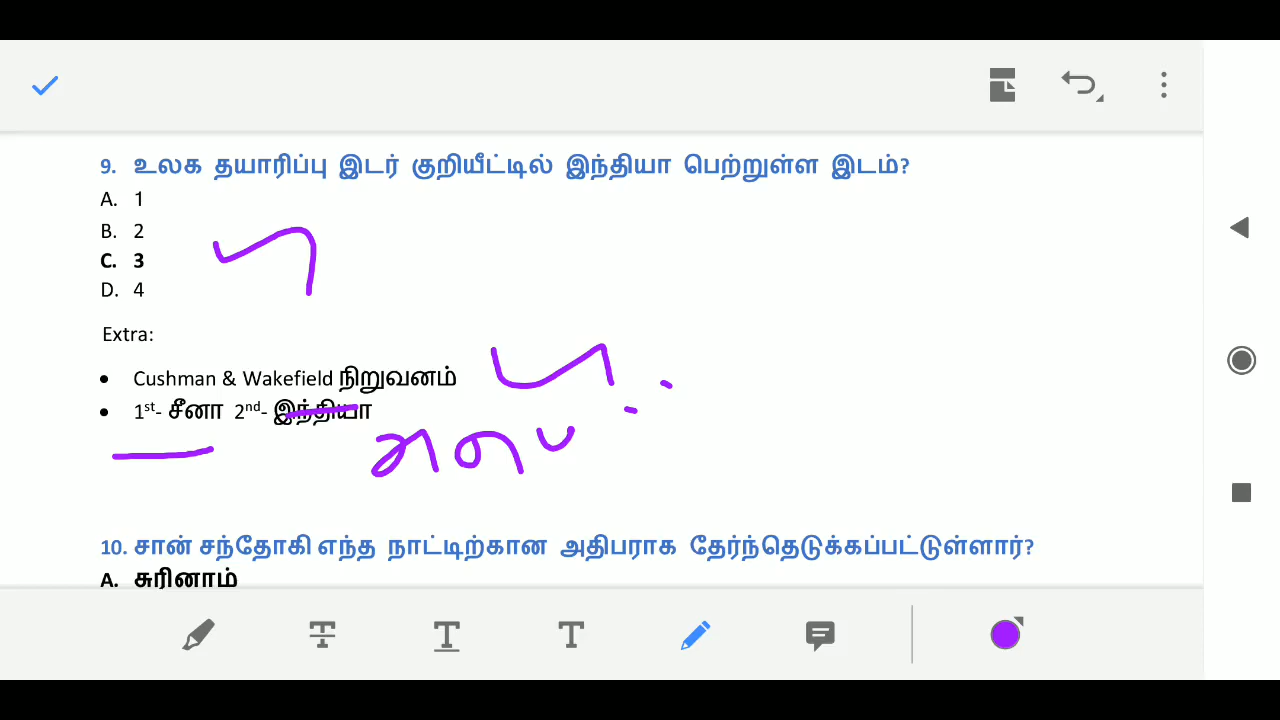 9. உலக தயாரிப்பு இடர் குறியீட்டில் இந்தியா பெற்றுள்ள இடம்?
A. 1
B. 2
C. 3
D. 4
Extra:
• Cushman & Wakefield நிறுவனம்
• 1st- சீனா 2nd- இந்தியா
10. சான் சந்தோகி எந்த நாட்டிற்கான அதிபராக தேர்ந்தெடுக்கப்பட்டுள்ளார்?
A. சுரினாம்